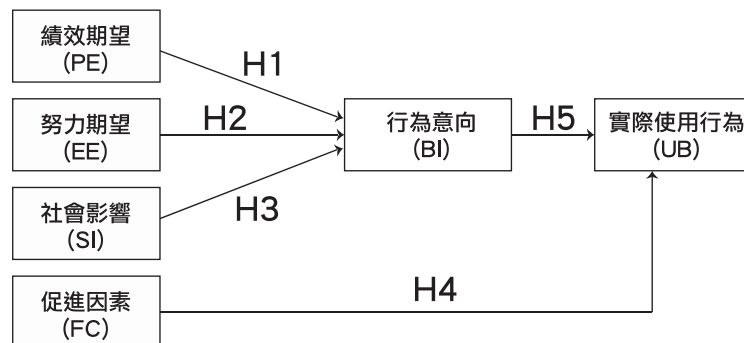 績效期望
(PE)
H1
努力期望
(EE)
H2
行為意向
(BI)
H5
實際使用行為
(UB)
社會影響
(SI)
H3
促進因素
(FC)
H4